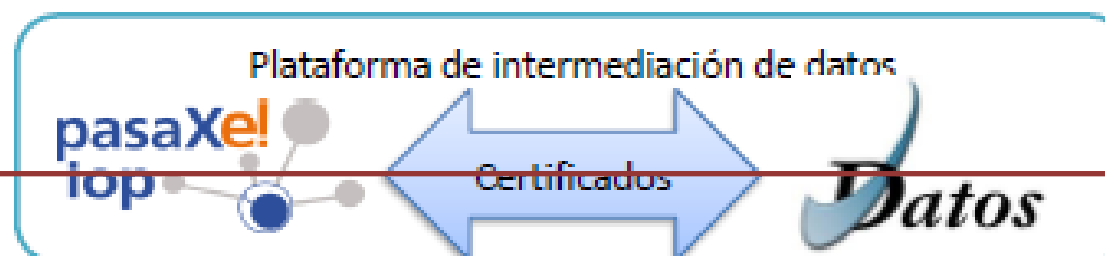 Plataforma de intermediación de datos
pasaXe!
iop
Certificados
Datos